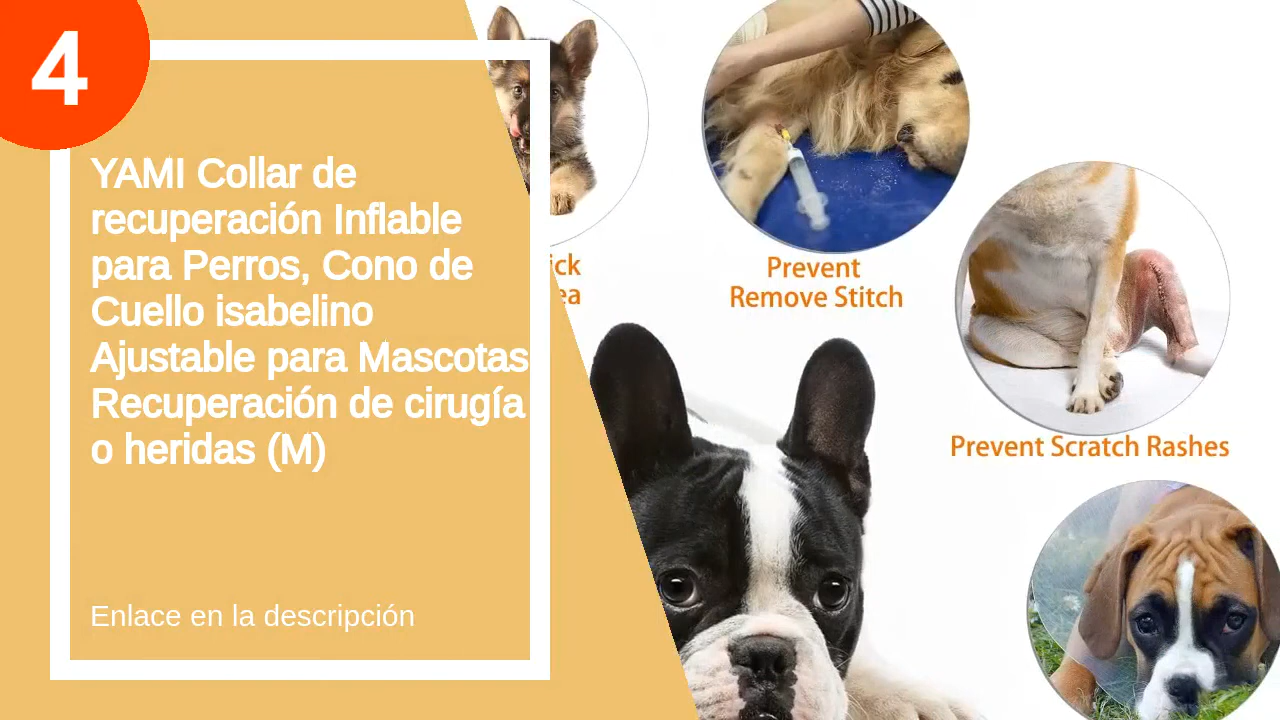 4
YAMI Collar de
recuperación Inflable
para Perros, Cono de
Cuello isabelino
Ajustable para Mascotas
Recuperación de cirugía
o heridas (M)
Enlace en la descripción
Prevent
Remove Stitch
Prevent Scratch Rashes